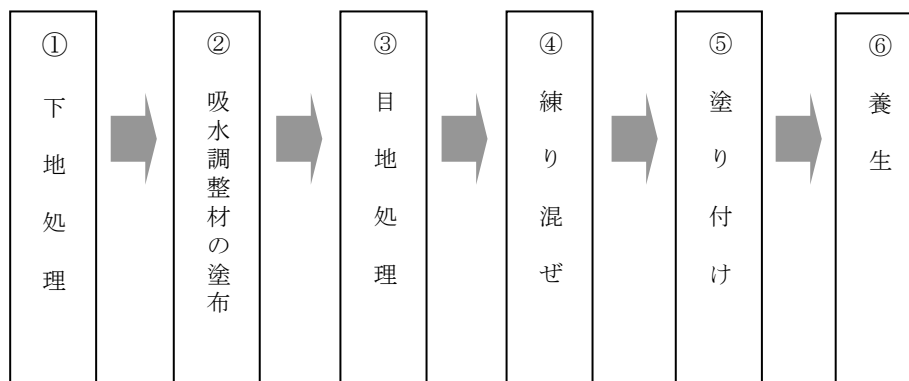 ① 下地処理
② 吸水調整材の塗布
③ 目地処理
④ 練り混ぜ
⑤ 塗り付け
⑥ 養生